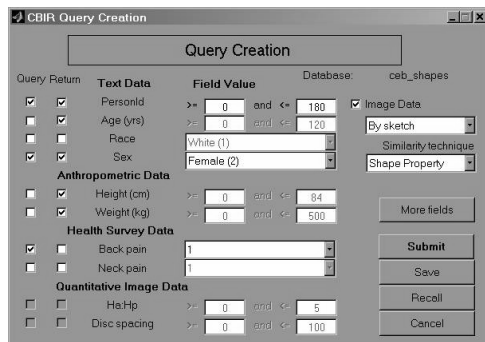 CBIR Query Creation
Query Creation
Query Return Text Data Field Value Database: ceb_shapes
PersonId >= 0 and <= 180 Image Data
Age (yrs) >= 0 and <= 120 By sketch
Race White (1) Similarity technique
Sex Female (2) Shape Property
Anthropometric Data
Height (cm) >= 0 and <= 84
Weight (kg) >= 0 and <= 500 More fields
Health Survey Data
Back pain 1 Submit
Neck pain 1 Save
Quantitative Image Data
Ha:Hp >= 0 and <= 5 Recall
Disc spacing >= 0 and <= 100 Cancel